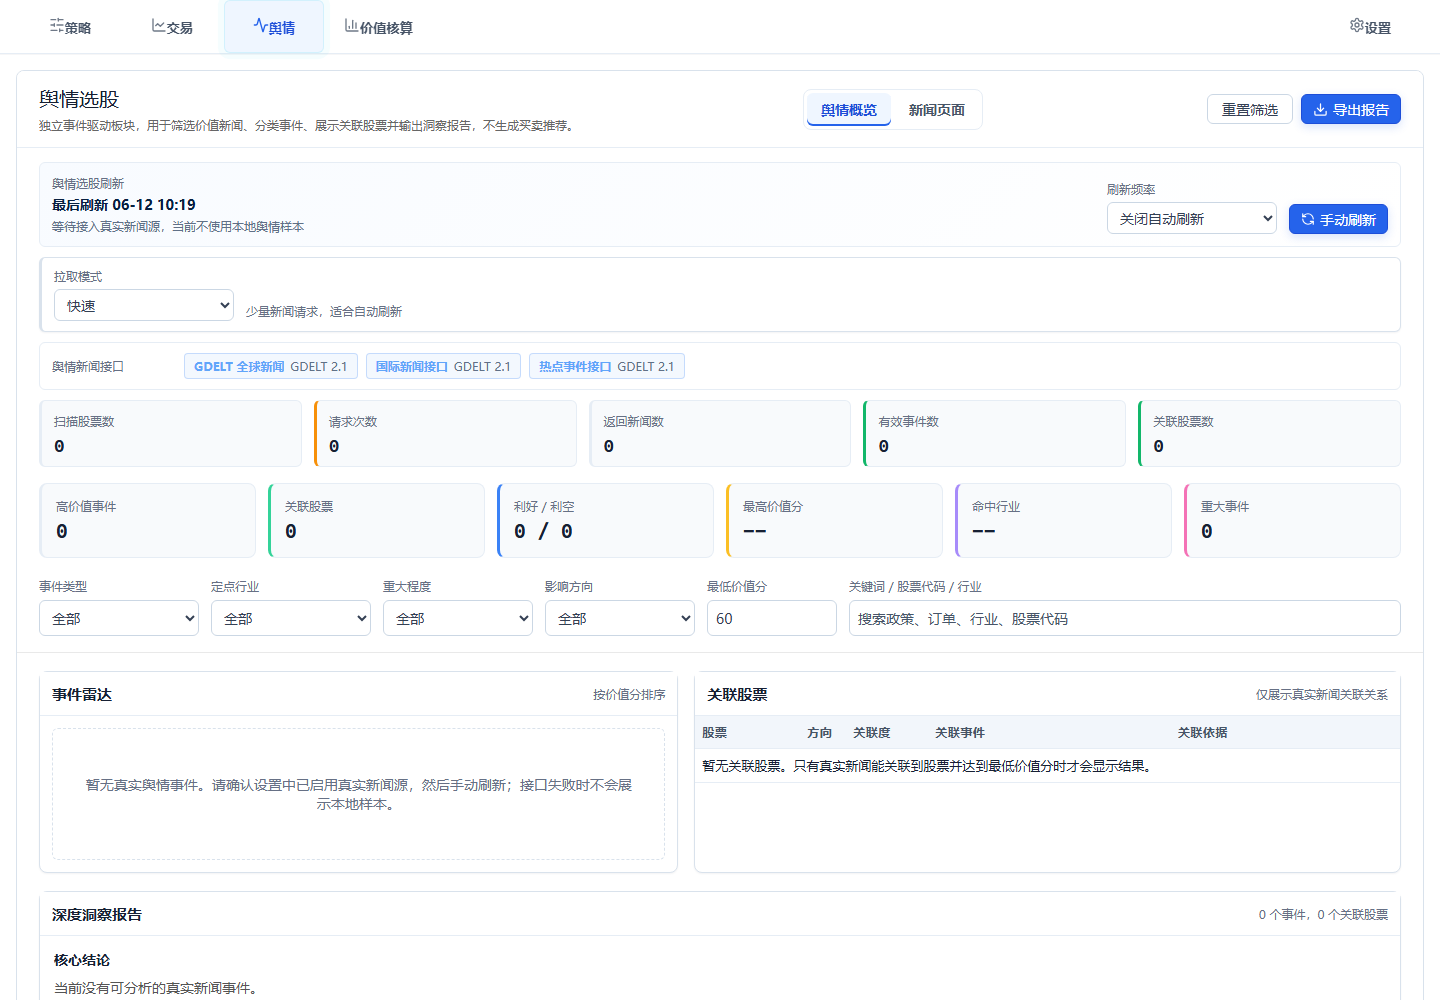 策略 交易 舆情 价值核算 设置
舆情选股
独立事件驱动板块，用于筛选价值新闻、分类事件、展示关联股票并输出洞察报告，不生成买卖推荐。
舆情概览 新闻页面
重置筛选 导出报告
舆情选股刷新
最后刷新 06-12 10:19
等待接入真实新闻源，当前不使用本地舆情样本
刷新频率
关闭自动刷新 手动刷新
拉取模式
快速 少量新闻请求，适合自动刷新
舆情新闻接口 GDELT 全球新闻 GDELT 2.1 国际新闻接口 GDELT 2.1 热点事件接口 GDELT 2.1
扫描股票数 请求次数 返回新闻数 有效事件数 关联股票数
0 0 0 0 0
高价值事件 关联股票 利好 / 利空 最高价值分 命中行业 重大事件
0 0 0 / 0 -- -- 0
事件类型 定点行业 重大程度 影响方向 最低价值分 关键词 / 股票代码 / 行业
全部 全部 全部 全部 60 搜索政策、订单、行业、股票代码
事件雷达 按价值分排序
暂无真实舆情事件。请确认设置中已启用真实新闻源，然后手动刷新；接口失败时不会展
示本地样本。
关联股票 仅展示真实新闻关联关系
股票 方向 关联度 关联事件 关联依据
暂无关联股票。只有真实新闻能关联到股票并达到最低价值分时才会显示结果。
深度洞察报告 0 个事件，0 个关联股票
核心结论
当前没有可分析的真实新闻事件。